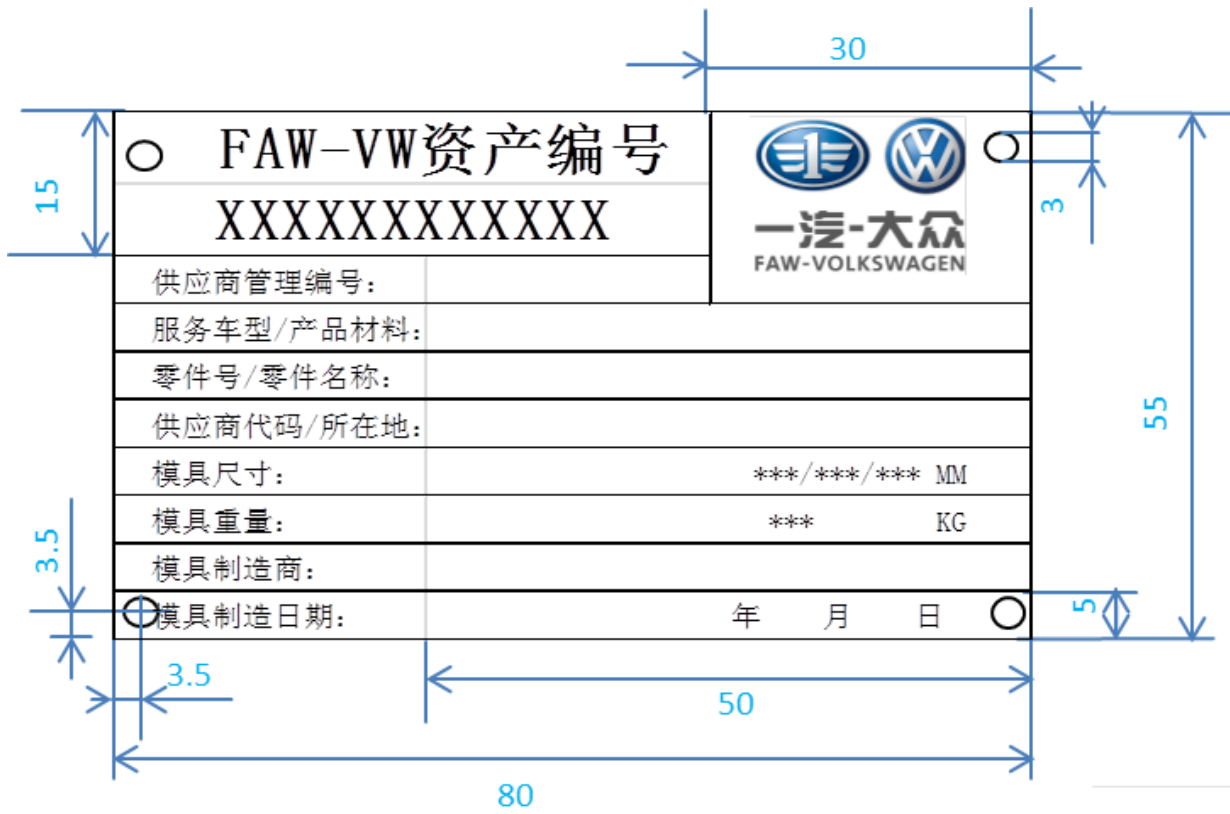 30
FAW-VW资产编号
XXXXXXXXXXXX
一汽-大众
FAW-VOLKSWAGEN
15
3
供应商管理编号：
服务车型/产品材料：
零件号/零件名称：
供应商代码/所在地：
模具尺寸： ***/***/*** MM
模具重量： *** KG
模具制造商：
模具制造日期： 年 月 日
55
3.5
5
3.5
50
80